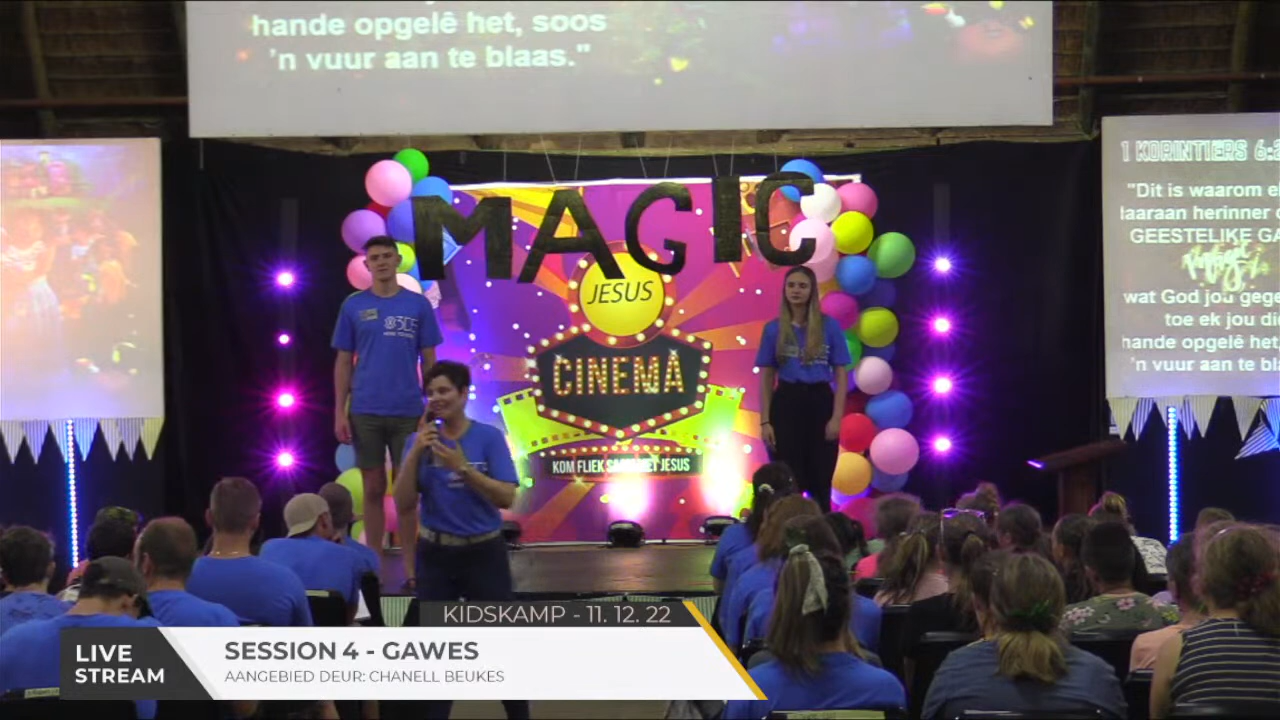 hande opgelê het, soos
'n vuur aan te blaas."
1 KORINTIERS 6:
"Dit is waarom e
laaraan herinner
GEESTELIKE GA
wat God jou gege
toe ek jou di
hande opgelê het,
'n vuur aan te bla
MAGIC
JESUS
CINEMA
KOM FLIEK SAAM MET JESUS
KIDSKAMP - 11. 12. 22
LIVE
STREAM
SESSION 4 - GAWES
AANGEBIED DEUR: CHANELL BEUKES